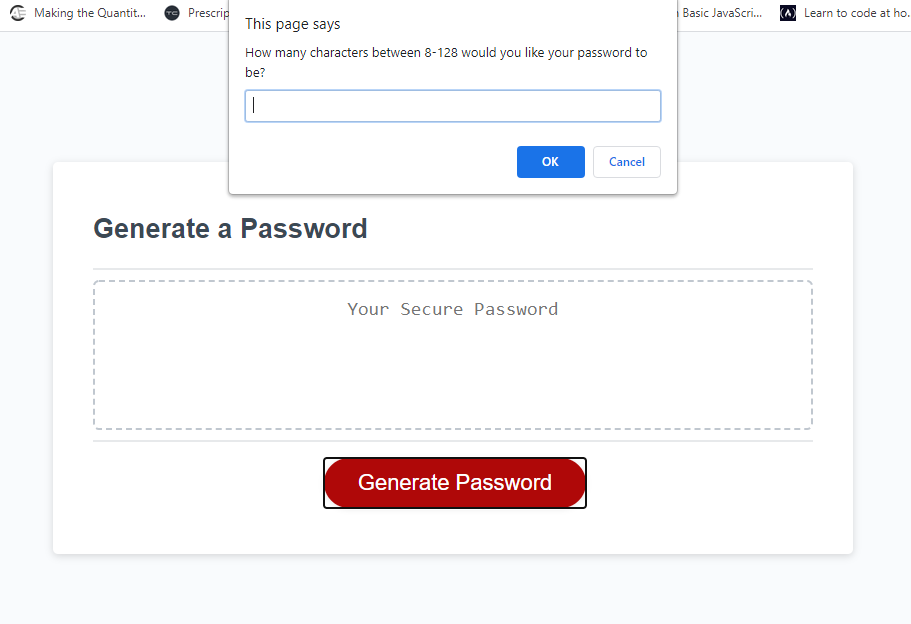 Making the Quantit...
Prescrip
Basic JavaScri...
Learn to code at ho.
This page says
How many characters between 8-128 would you like your password to
be?
OK
Cancel
Generate a Password
Your Secure Password
Generate Password